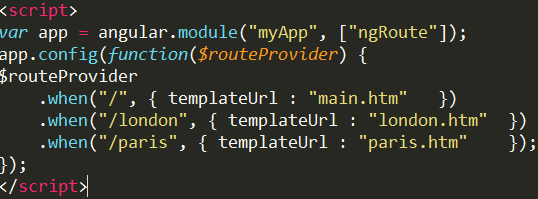 <script>
var app = angular.module("myApp", ["ngRoute"]);
app.config(function($routeProvider) {
$routeProvider
    .when("/", { templateUrl : "main.htm"   })
    .when("/london", { templateUrl : "london.htm"  })
    .when("/paris", { templateUrl : "paris.htm"    });
});
</script>